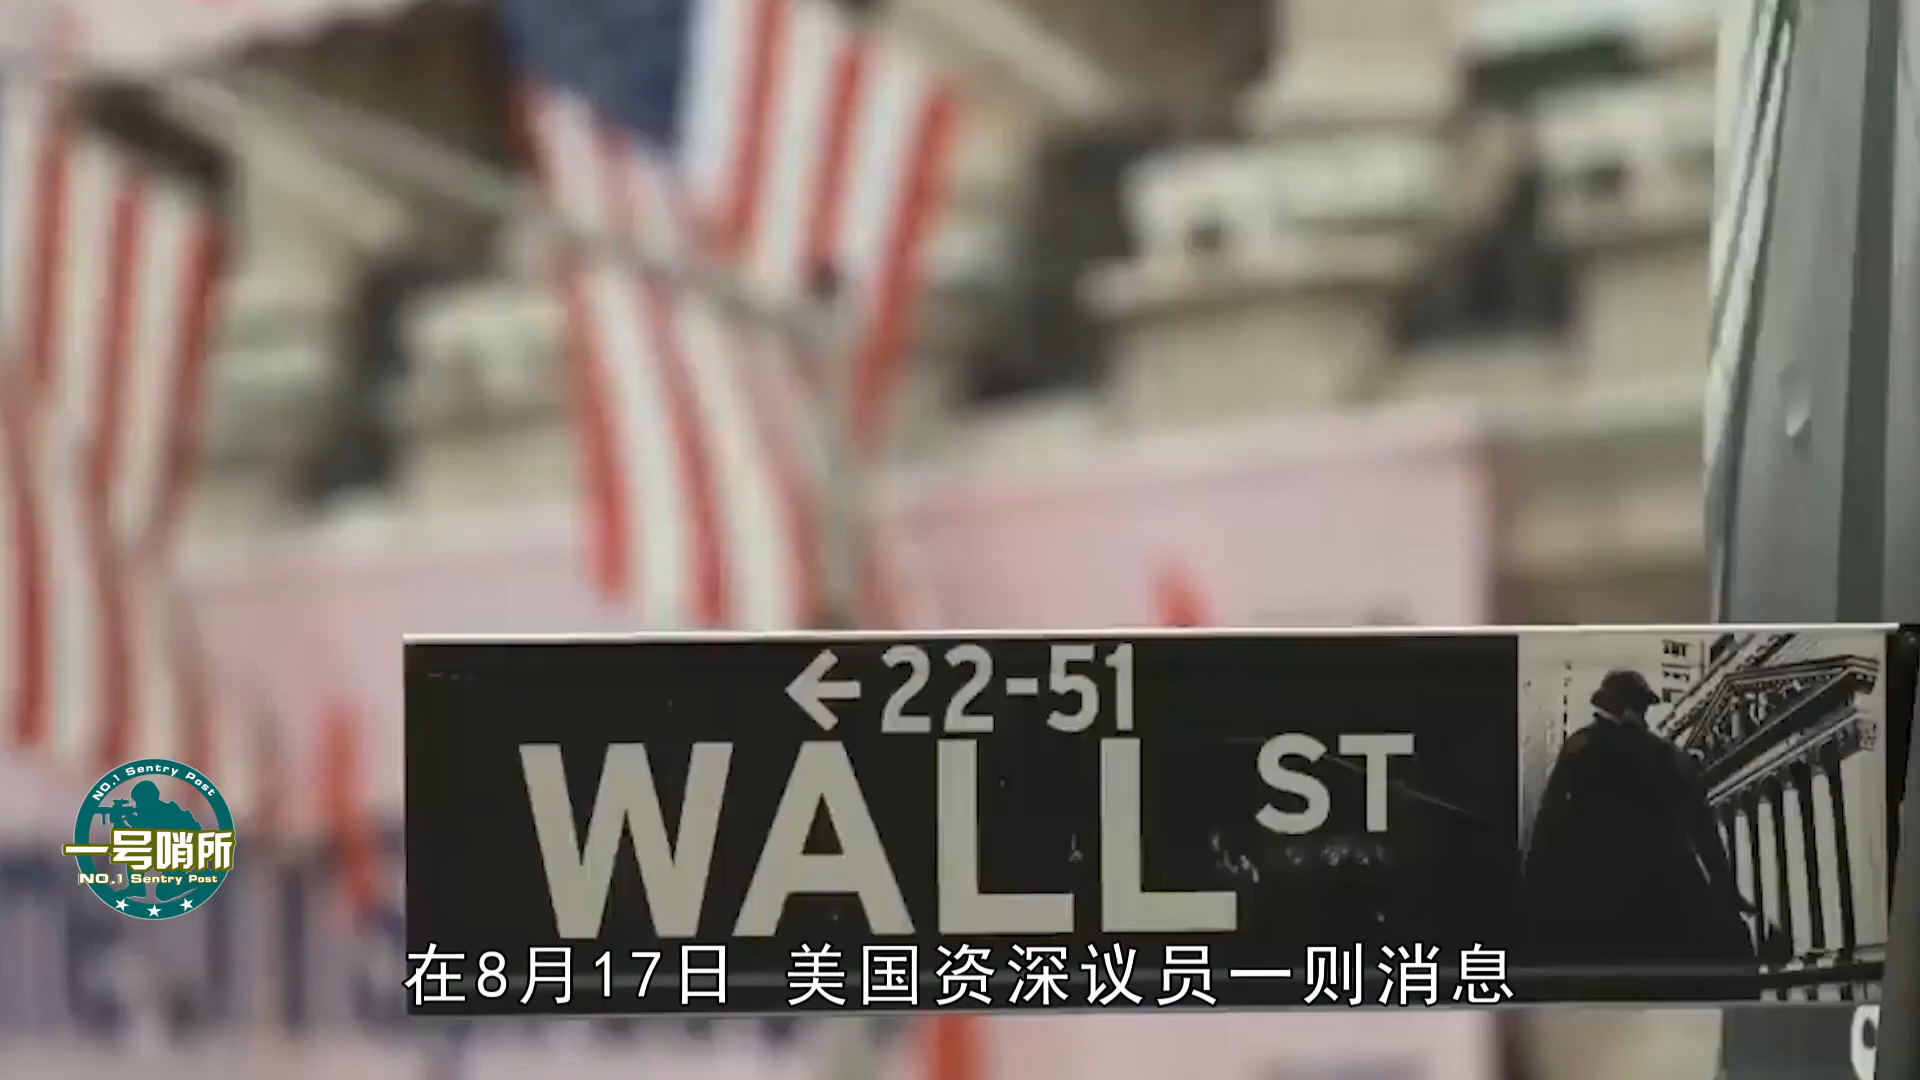 ←22-51
WALL ST
NO.1 Sentry Post
一号哨所
NO.1 Sentry Post
在8月17日 美国资深议员一则消息